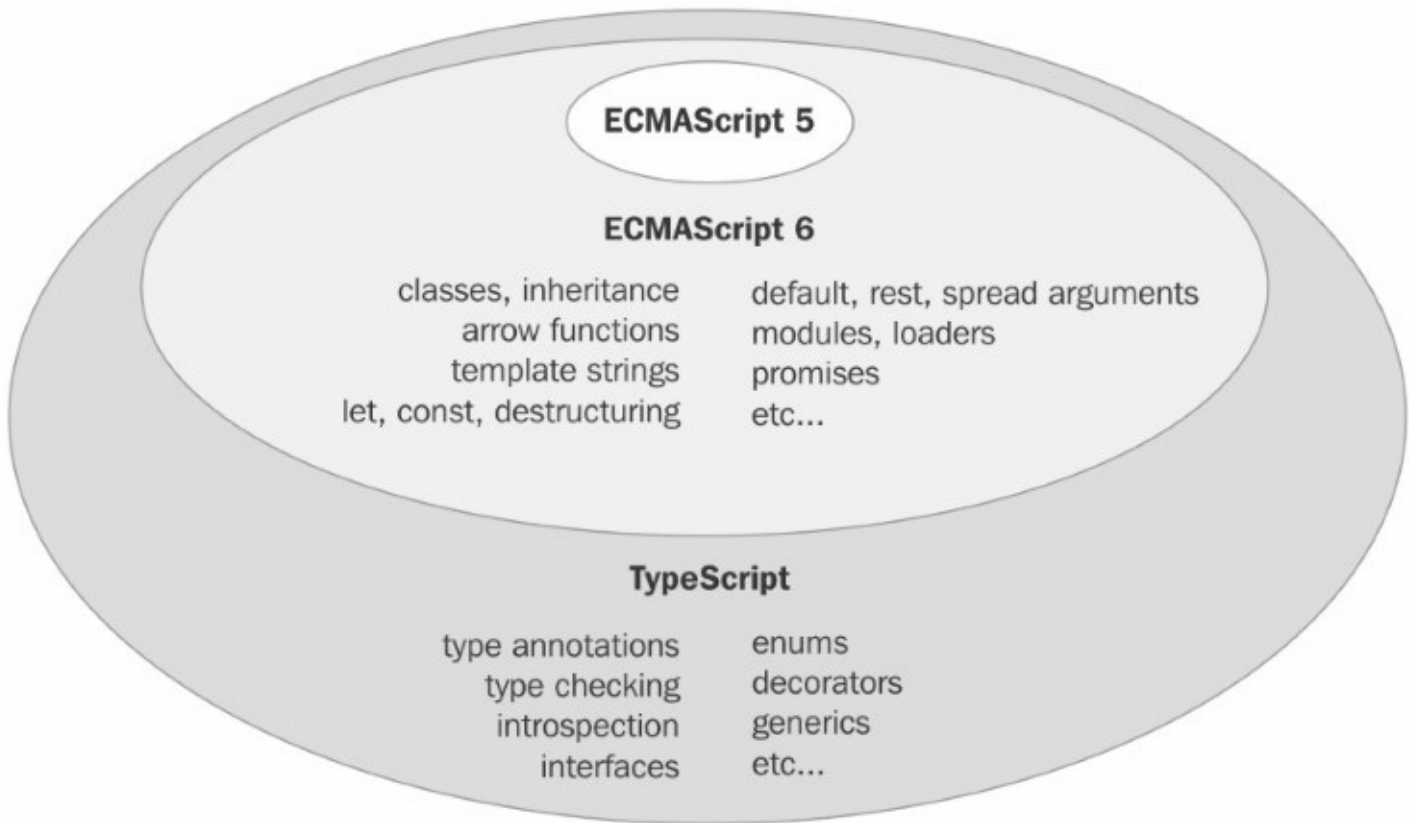 ECMAScript 5
ECMAScript 6
classes, inheritance
arrow functions
template strings
let, const, destructuring
default, rest, spread arguments
modules, loaders
promises
etc...
TypeScript
type annotations
type checking
introspection
interfaces
enums
decorators
generics
etc...